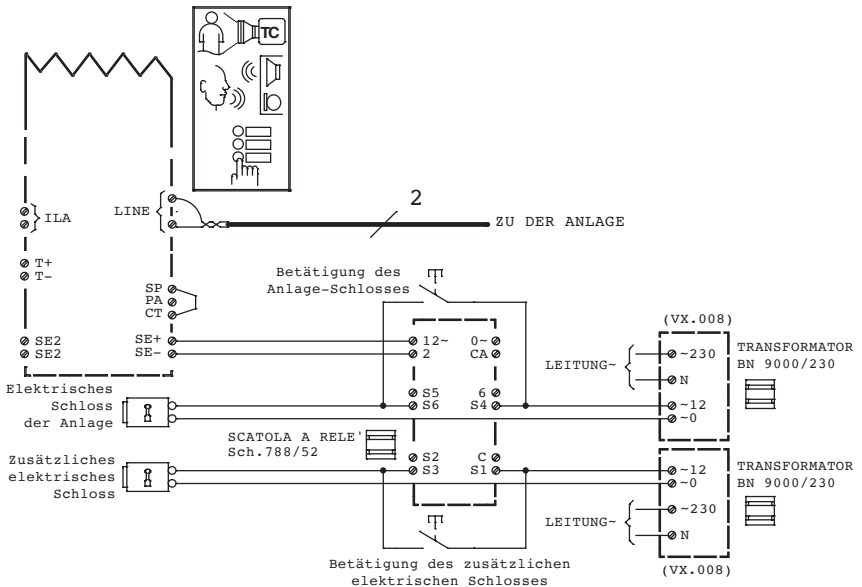 TC
ILA
LINE
2
ZU DER ANLAGE
T+
T−
SP
PA
CT
SE2
SE2
SE+
SE−
Betätigung des
Anlage-Schlosses
12~
2
0~
CA
S5
S6
6
S4
S2
S3
C
S1
SCATOLA A RELE'
Sch.788/52
Elektrisches
Schloss
der Anlage
Zusätzliches
elektrisches
Schloss
(VX.008)
LEITUNG~
~230
N
~12
~0
TRANSFORMATOR
BN 9000/230
~12
~0
~230
N
LEITUNG~
TRANSFORMATOR
BN 9000/230
(VX.008)
Betätigung des zusätzlichen
elektrischen Schlosses